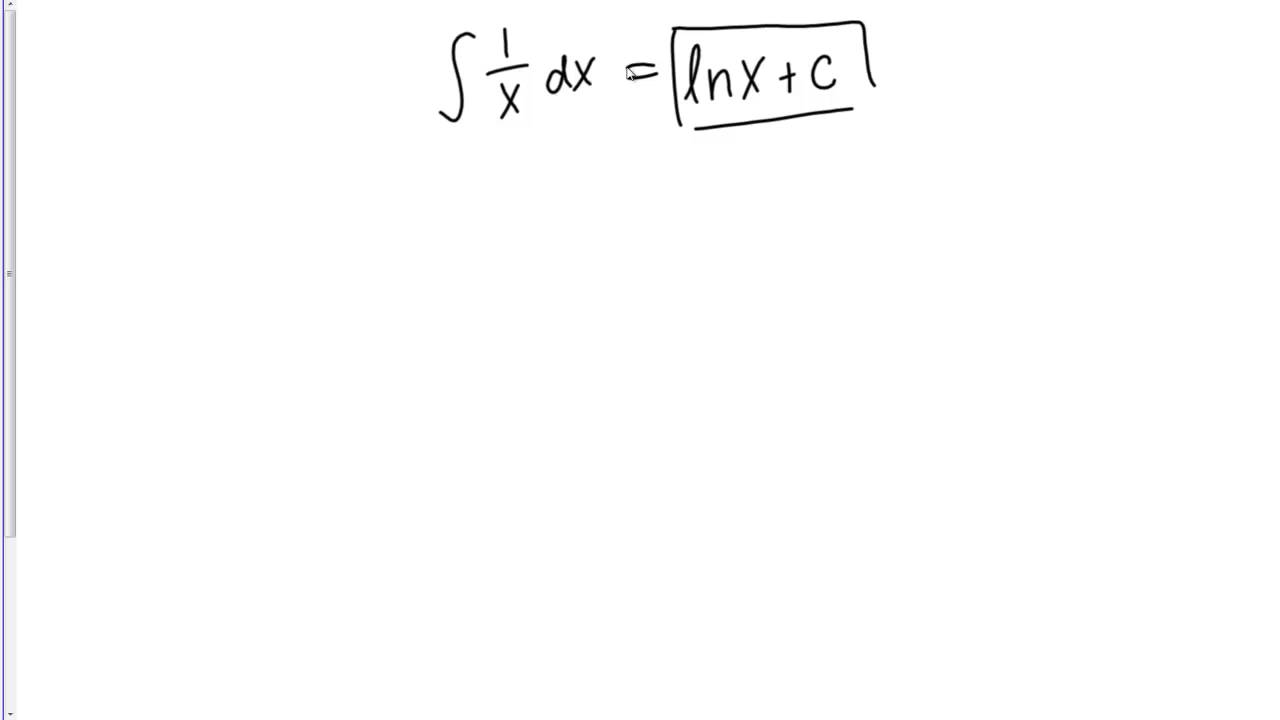 ∫ 1/x dx = ln x + c